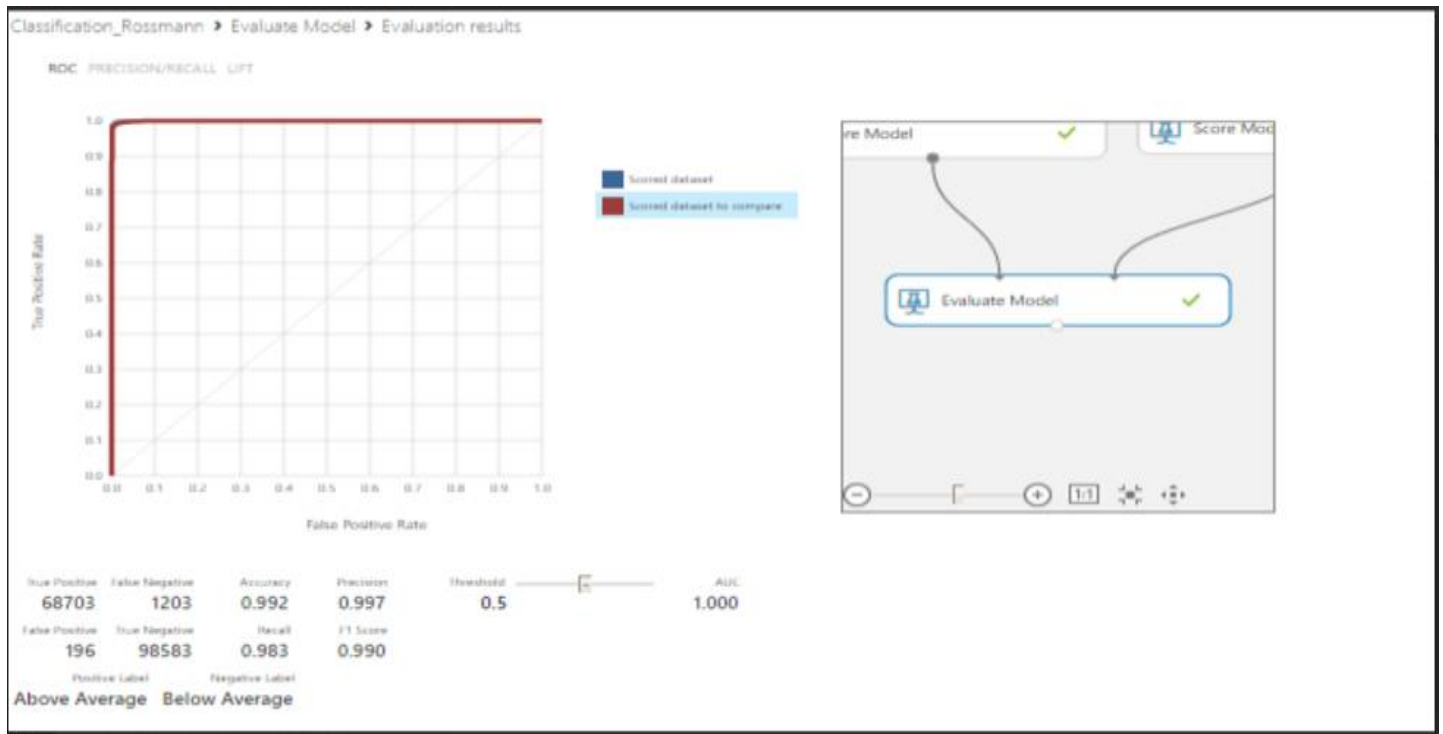 Classification_Rossmann > Evaluate Model > Evaluation results
ROC PRECISION/RECALL LIFT
1.0
0.9
0.8
0.7
0.6
0.5
0.4
0.3
0.2
0.1
0.0
True Positive Rate
0.0 0.1 0.2 0.3 0.4 0.5 0.6 0.7 0.8 0.9 1.0
False Positive Rate
Scored dataset
Scored dataset to compare
re Model
Score Mod
Evaluate Model
1:1
True Positive False Negative Accuracy Precision Threshold AUC
68703 1203 0.992 0.997 0.5 1.000
False Positive True Negative Recall F1 Score
196 98583 0.983 0.990
Positive Label Negative Label
Above Average Below Average